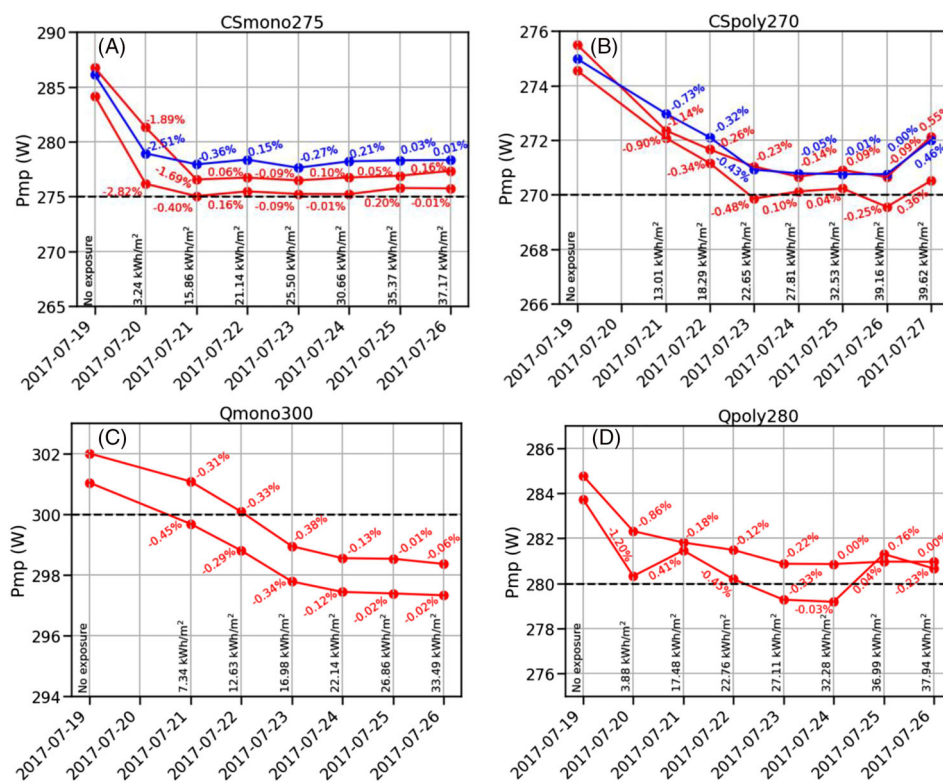 CSmono275
(A)
Pmp (W)
290
285
280
275
270
265
-1.89%
-2.51%
-2.82%
-1.69%
-0.36%
-0.40%
0.15%
0.06%
0.16%
-0.27%
-0.09%
-0.09%
0.21%
0.10%
-0.01%
0.03%
0.05%
0.20%
0.01%
0.16%
-0.01%
No exposure
3.24 kWh/m²
15.86 kWh/m²
21.14 kWh/m²
25.50 kWh/m²
30.66 kWh/m²
35.37 kWh/m²
37.17 kWh/m²
2017-07-19
2017-07-20
2017-07-21
2017-07-22
2017-07-23
2017-07-24
2017-07-25
2017-07-26
CSpoly270
(B)
Pmp (W)
276
274
272
270
268
266
-0.73%
-1.14%
-0.90%
-0.32%
0.26%
-0.34%
-0.43%
-0.23%
-0.48%
-0.05%
-0.14%
0.10%
-0.01%
0.09%
0.04%
0.00%
-0.09%
-0.25%
0.55%
0.46%
0.36%
No exposure
13.01 kWh/m²
18.29 kWh/m²
22.65 kWh/m²
27.81 kWh/m²
32.53 kWh/m²
39.16 kWh/m²
39.62 kWh/m²
2017-07-19
2017-07-20
2017-07-21
2017-07-22
2017-07-23
2017-07-24
2017-07-25
2017-07-26
2017-07-27
Qmono300
(C)
Pmp (W)
302
300
298
296
294
-0.31%
-0.45%
-0.33%
-0.29%
-0.38%
-0.34%
-0.13%
-0.12%
-0.01%
-0.02%
-0.06%
-0.02%
No exposure
7.34 kWh/m²
12.63 kWh/m²
16.98 kWh/m²
22.14 kWh/m²
26.86 kWh/m²
33.49 kWh/m²
2017-07-19
2017-07-20
2017-07-21
2017-07-22
2017-07-23
2017-07-24
2017-07-25
2017-07-26
Qpoly280
(D)
Pmp (W)
286
284
282
280
278
276
-0.86%
-1.20%
-0.18%
0.41%
-0.12%
-0.45%
-0.22%
-0.33%
0.00%
-0.03%
0.76%
0.04%
0.00%
-0.23%
No exposure
3.88 kWh/m²
17.48 kWh/m²
22.76 kWh/m²
27.11 kWh/m²
32.28 kWh/m²
36.99 kWh/m²
37.94 kWh/m²
2017-07-19
2017-07-20
2017-07-21
2017-07-22
2017-07-23
2017-07-24
2017-07-25
2017-07-26